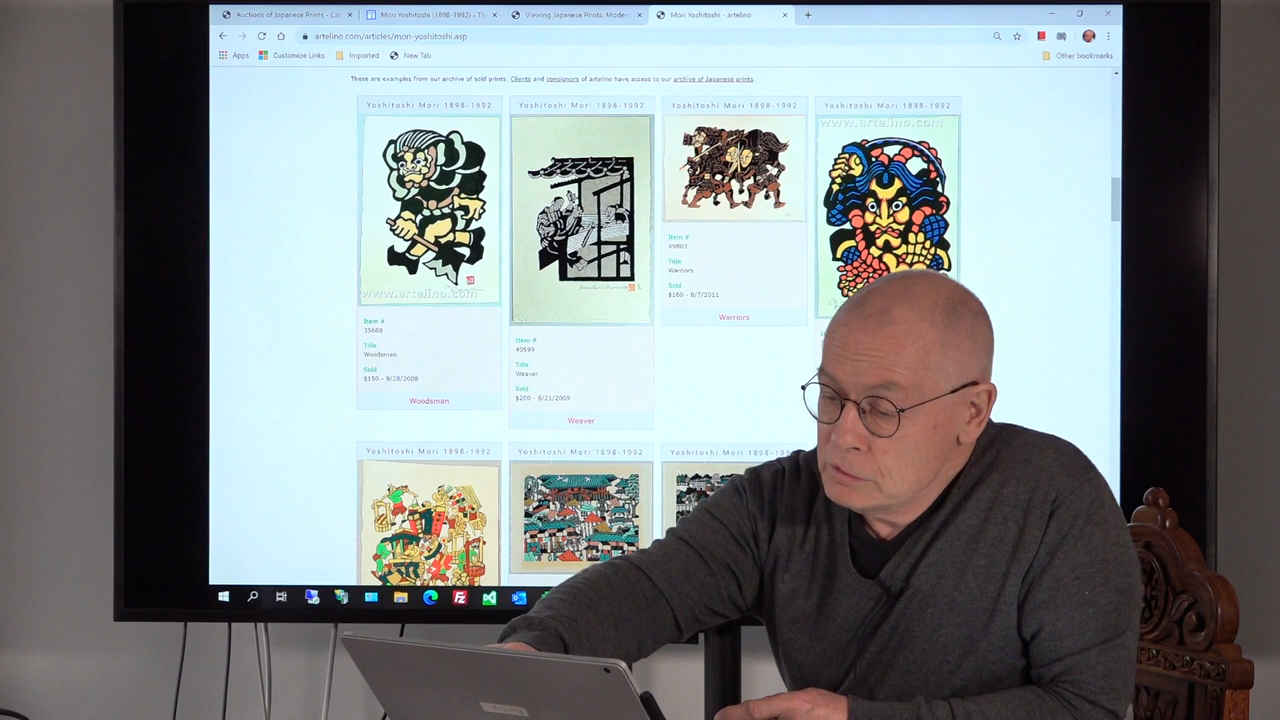 Auctions of Japanese Prints - Ca
Mori Yoshitoshi (1898-1992) - Th
Viewing Japanese Prints: Modern
Mori Yoshitoshi - artelino
artelino.com/articles/mori-yoshitoshi.asp
Apps
Customize Links
Imported
New Tab
Other bookmarks
These are examples from our archive of sold prints. Clients and consignors of artelino have access to our archive of Japanese prints.
Yoshitoshi Mori 1898-1992
Yoshitoshi Mori 1898-1992
Yoshitoshi Mori 1898-1992
Yoshitoshi Mori 1898-1992
www.artelino.com
www.artelino.com
Item #
35688
Title
Woodsman
Sold
$150 - 9/28/2008
Woodsman
Item #
40599
Title
Weaver
Sold
$200 - 6/21/2009
Weaver
Item #
49803
Title
Warriors
Sold
$160 - 8/7/2011
Warriors
Yoshitoshi Mori 1898-1992
Yoshitoshi Mori 1898-1992
Yoshitoshi Mori 1898-1992